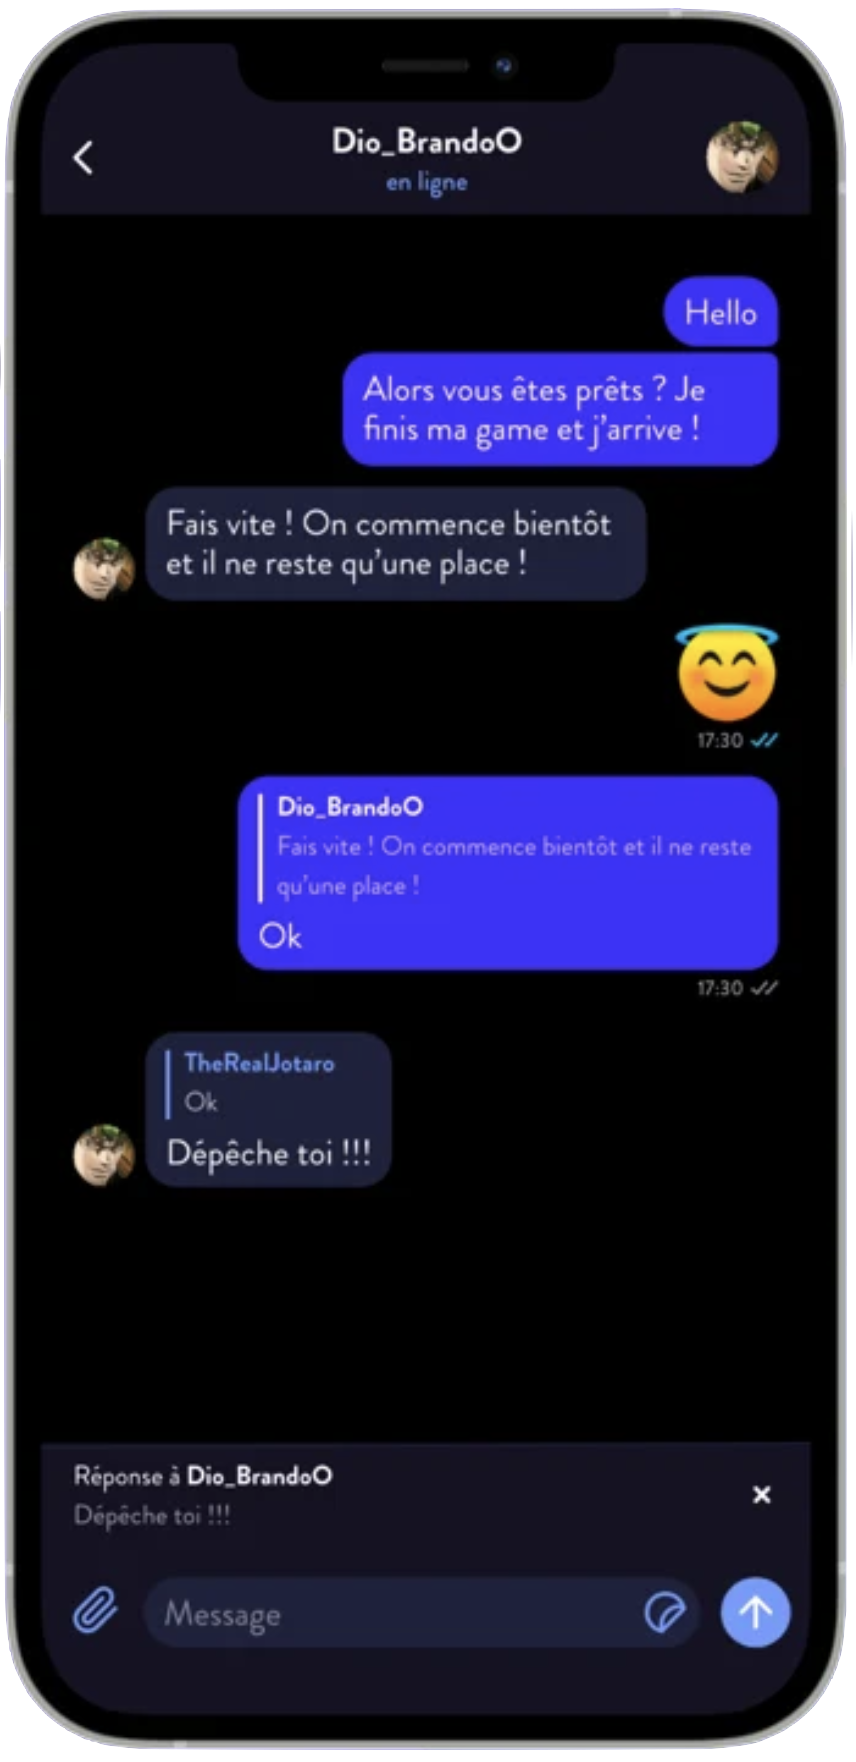 Dio_BrandoO
en ligne
Hello
Alors vous êtes prêts ? Je
finis ma game et j’arrive !
Fais vite ! On commence bientôt
et il ne reste qu’une place !
17:30
Dio_BrandoO
Fais vite ! On commence bientôt et il ne reste
qu’une place !
Ok
17:30
TheRealJotaro
Ok
Dépêche toi !!!
Réponse à Dio_BrandoO
Dépêche toi !!!
Message